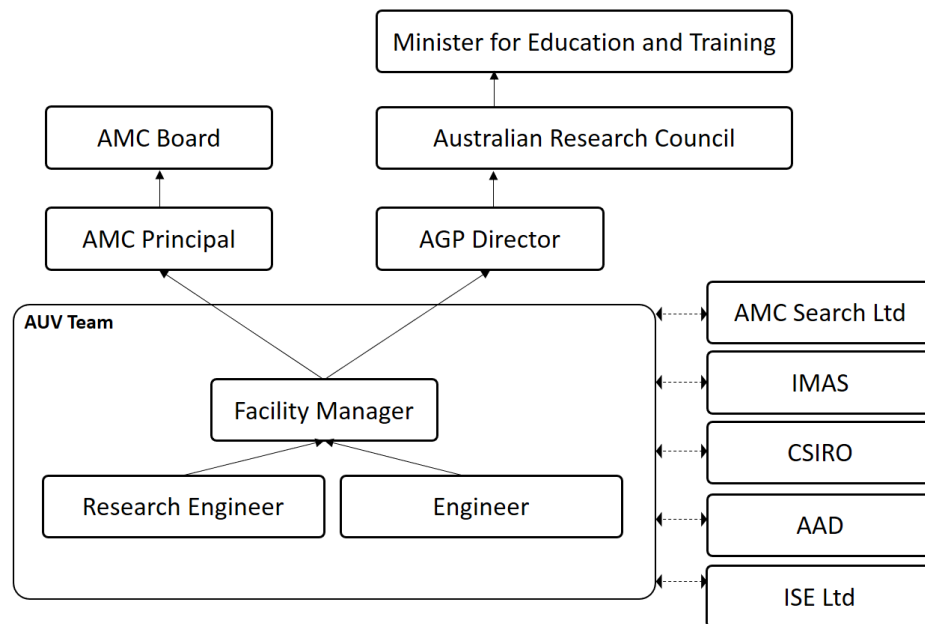 Minister for Education and Training
AMC Board
Australian Research Council
AMC Principal
AGP Director
AUV Team
AMC Search Ltd
IMAS
Facility Manager
CSIRO
Research Engineer
Engineer
AAD
ISE Ltd